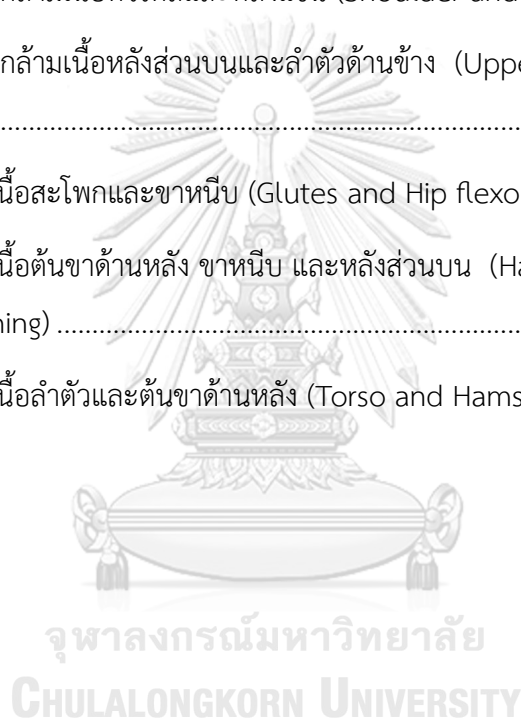 กล้ามเนื้อหลังส่วนบนและลำตัวด้านข้าง (Uppe
........................................................................................................
นื้อสะโพกและขาหนีบ (Glutes and Hip flexo
นื้อต้นขาด้านหลัง ขาหนีบ และหลังส่วนบน (Ha
ning) ........................................................................................
นื้อลำตัวและต้นขาด้านหลัง (Torso and Hams
จุฬาลงกรณ์มหาวิทยาลัย
CHULALONGKORN UNIVERSITY